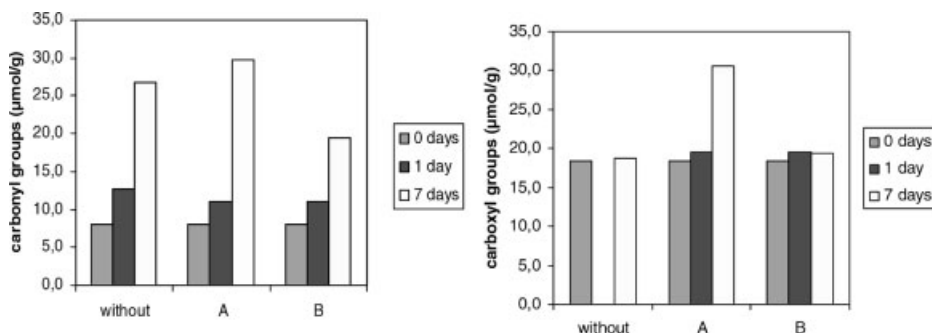 carbonyl groups (µmol/g)
35,0
30,0
25,0
20,0
15,0
10,0
5,0
0,0
without A B
0 days
1 day
7 days
carboxyl groups (µmol/g)
35,0
30,0
25,0
20,0
15,0
10,0
5,0
0,0
without A B
0 days
1 day
7 days